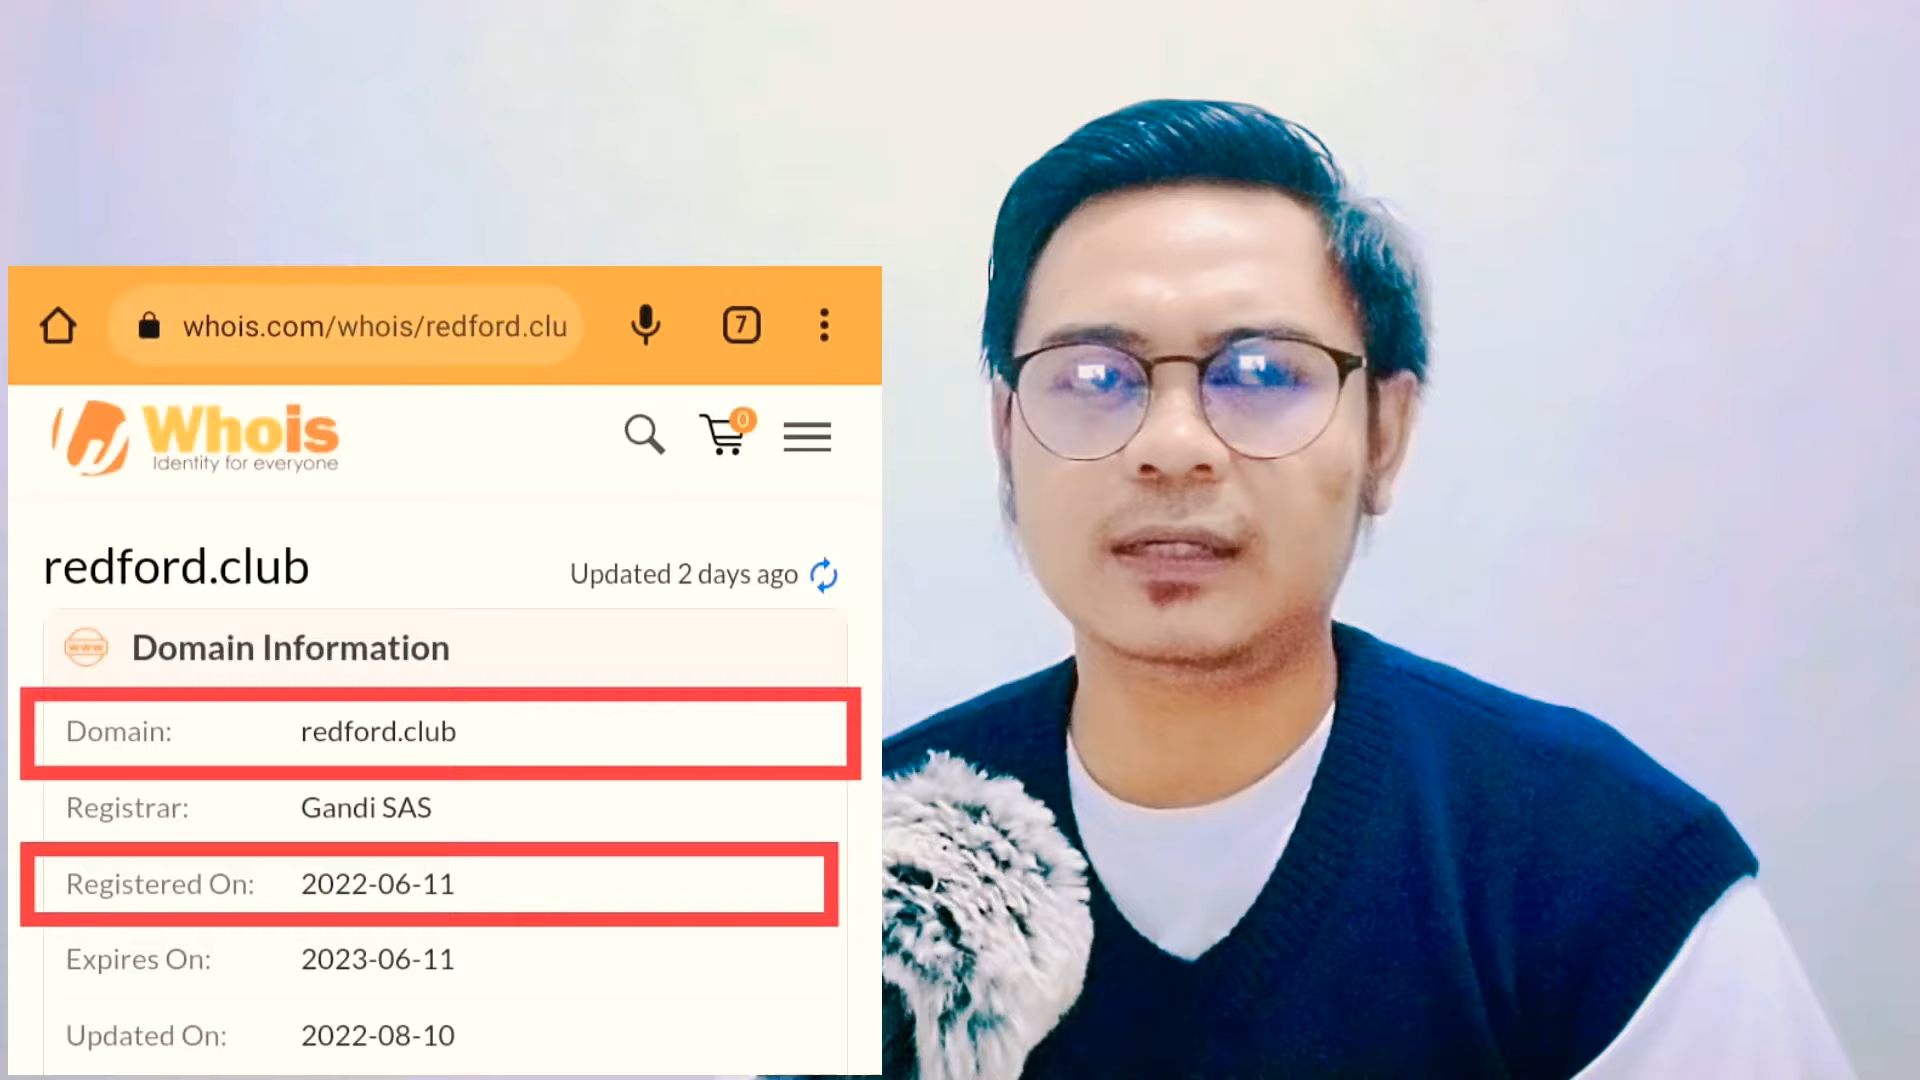 whois.com/whois/redford.clu
7
Whois
Identity for everyone
0
redford.club
Updated 2 days ago
www
Domain Information
Domain: redford.club
Registrar: Gandi SAS
Registered On: 2022-06-11
Expires On: 2023-06-11
Updated On: 2022-08-10